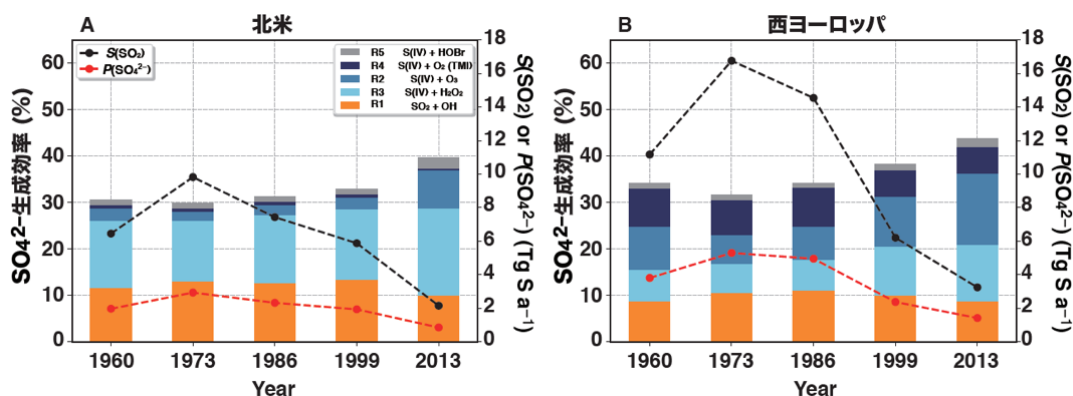 A 北米
SO₄²⁻生成効率 (%)
60
50
40
30
20
10
0
S(SO₂)
P(SO₄²⁻)
R5 S(IV) + HOBr
R4 S(IV) + O₂ (TMI)
R2 S(IV) + O₃
R3 S(IV) + H₂O₂
R1 SO₂ + OH
18
16
14
12
10
8
6
4
2
0
S(SO₂) or P(SO₄²⁻) (Tg S a⁻¹)
1960 1973 1986 1999 2013
Year
B 西ヨーロッパ
SO₄²⁻生成効率 (%)
60
50
40
30
20
10
0
18
16
14
12
10
8
6
4
2
0
S(SO₂) or P(SO₄²⁻) (Tg S a⁻¹)
1960 1973 1986 1999 2013
Year